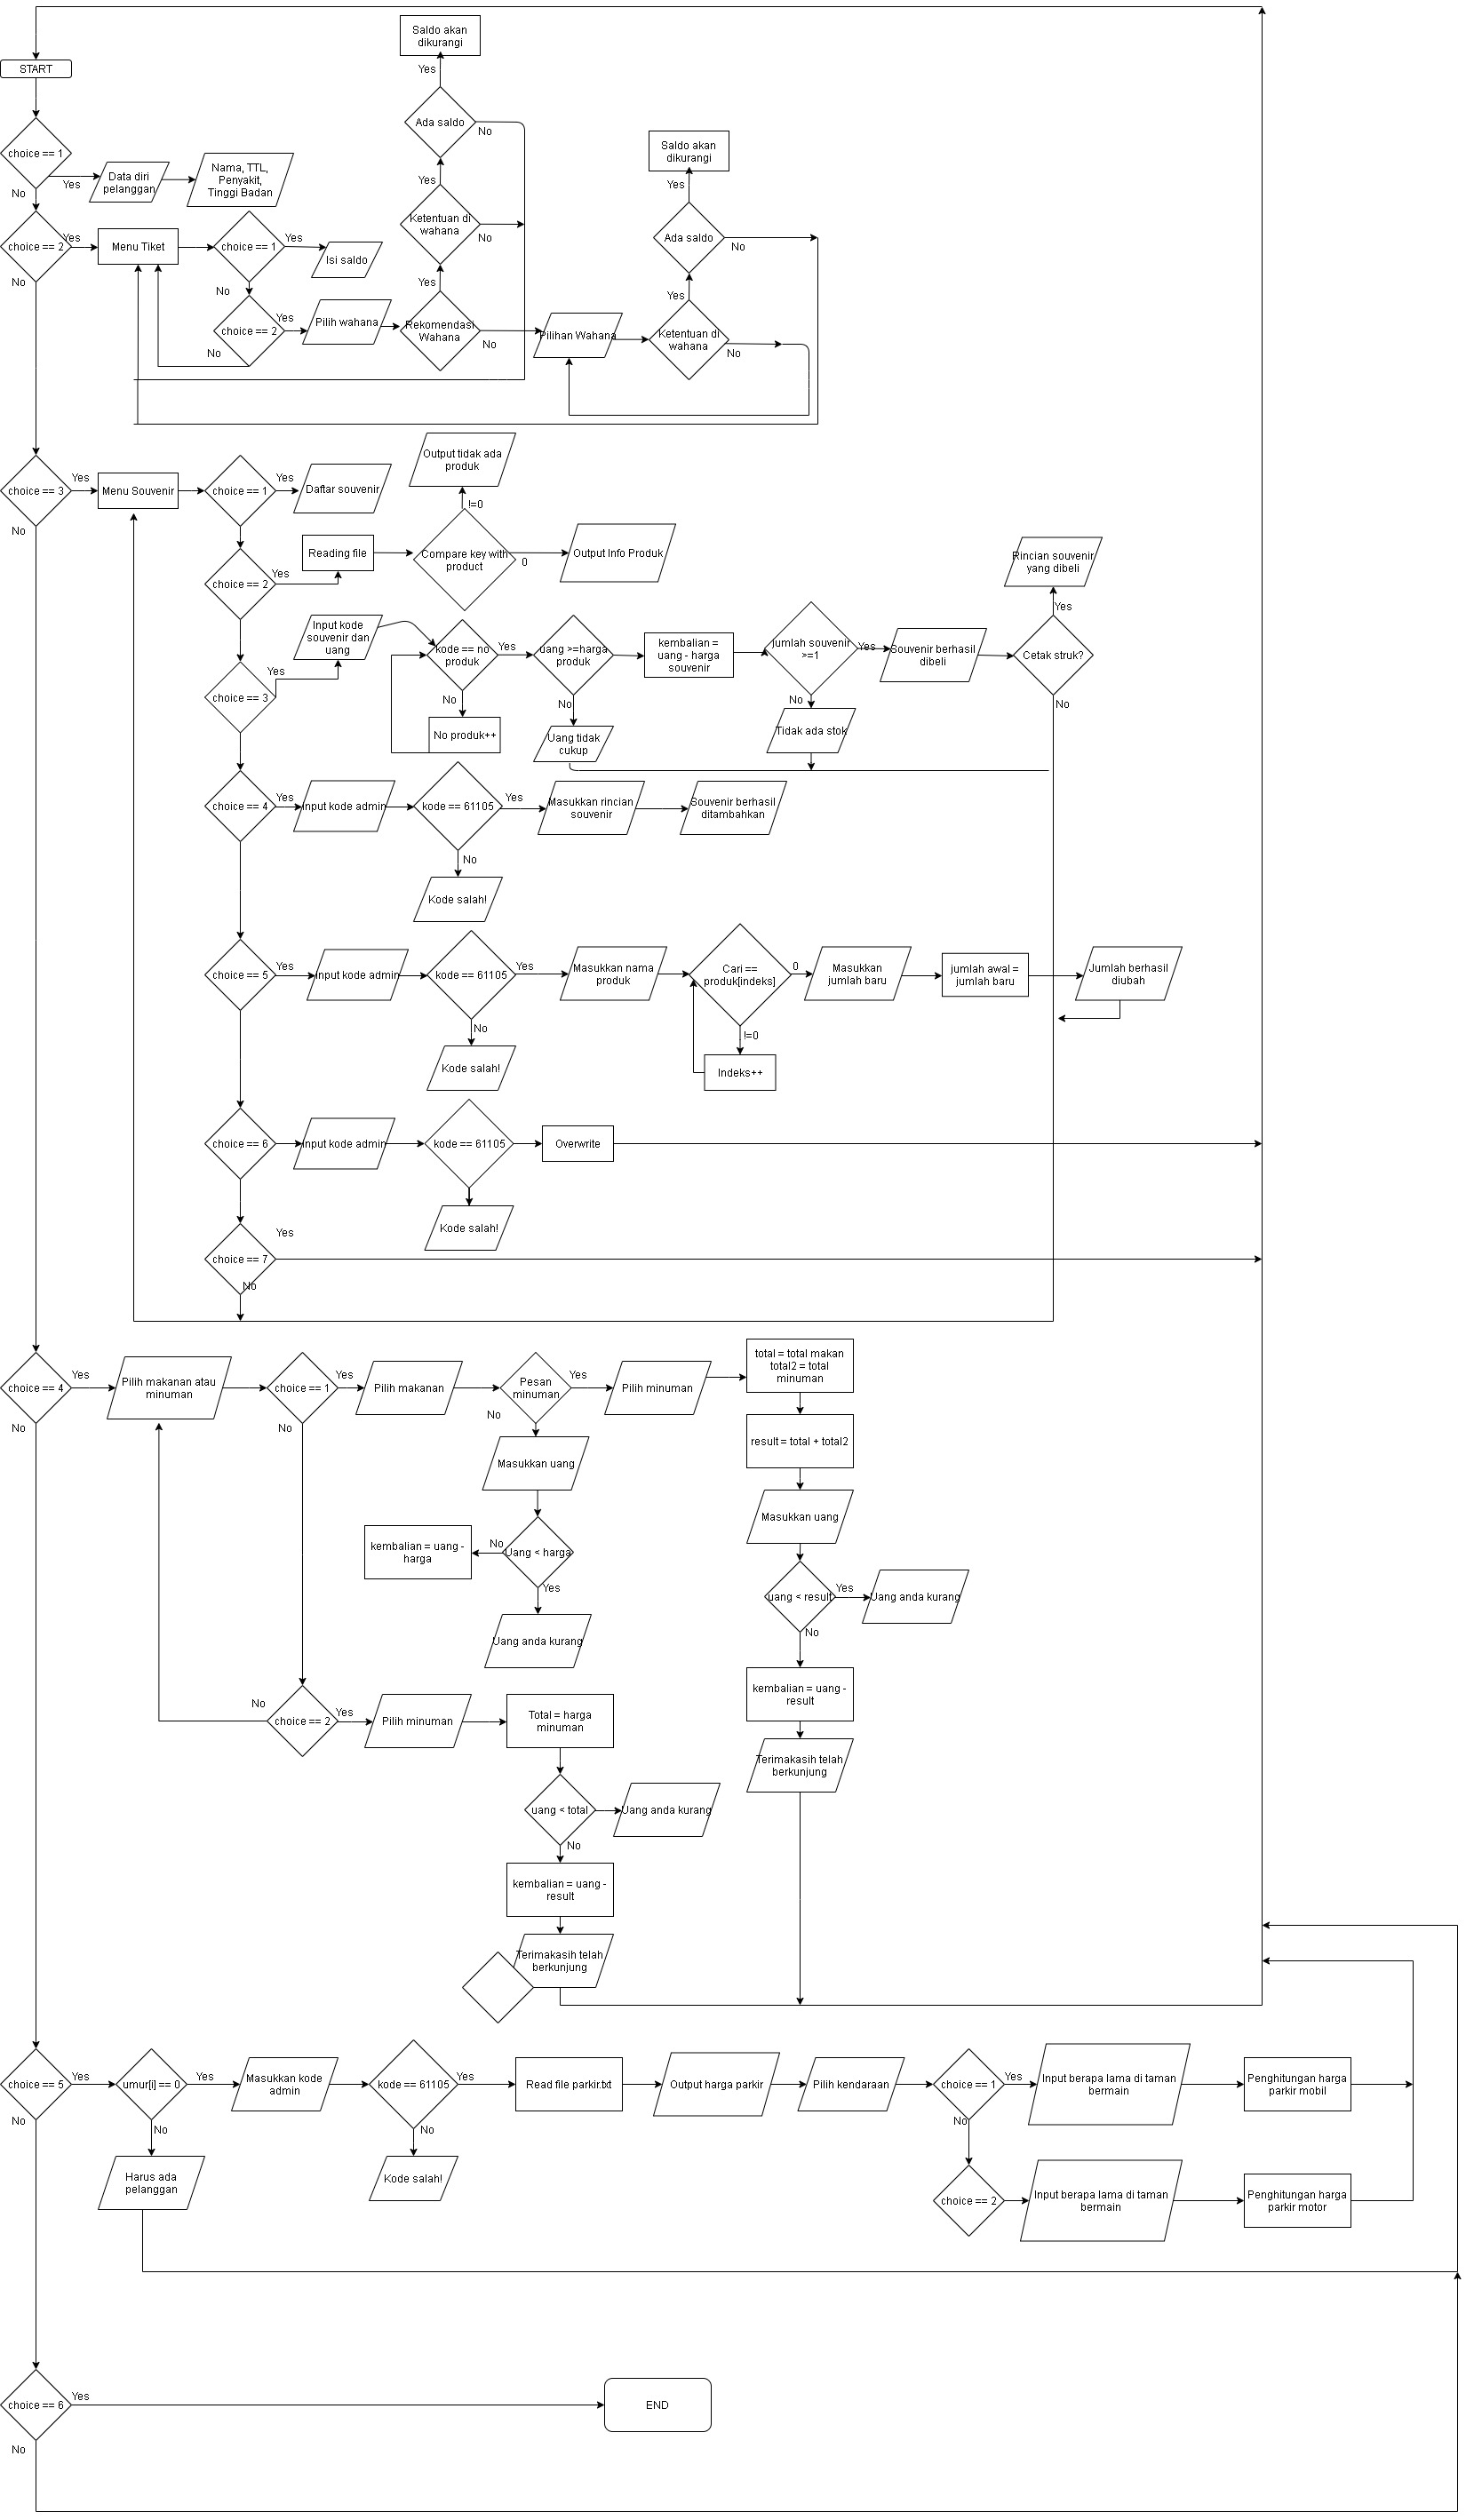 Saldo akan
dikurangi
Yes
START
Ada saldo
No
choice == 1
Saldo akan
dikurangi
Yes
No
Data diri
pelanggan
Nama, TTL,
Penyakit,
Tinggi Badan
Yes
Yes
choice == 2
Yes
No
Menu Tiket
choice == 1
Yes
No
Isi saldo
Ketentuan di
wahana
No
Yes
Ada saldo
No
Yes
choice == 2
Yes
No
Pilih wahana
Rekomendasi
Wahana
No
Pilihan Wahana
Ketentuan di
wahana
No
choice == 3
Yes
No
Menu Souvenir
choice == 1
Yes
Daftar souvenir
Output tidak ada
produk
!=0
choice == 2
Yes
Reading file
Compare key with
product
0
Output Info Produk
Rincian souvenir
yang dibeli
Yes
choice == 3
Yes
Input kode
souvenir dan
uang
kode == no
produk
Yes
No
No produk++
uang >=harga
produk
No
Uang tidak
cukup
kembalian =
uang - harga
souvenir
jumlah souvenir
>=1
Yes
No
Tidak ada stok
Souvenir berhasil
dibeli
Cetak struk?
No
choice == 4
Yes
Input kode admin
kode == 61105
Yes
No
Kode salah!
Masukkan rincian
souvenir
Souvenir berhasil
ditambahkan
choice == 5
Yes
Input kode admin
kode == 61105
Yes
No
Kode salah!
Masukkan nama
produk
Cari ==
produk[indeks]
0
!=0
Indeks++
Masukkan
jumlah baru
jumlah awal =
jumlah baru
Jumlah berhasil
diubah
choice == 6
Input kode admin
kode == 61105
Overwrite
Kode salah!
choice == 7
Yes
No
choice == 4
Yes
No
Pilih makanan atau
minuman
choice == 1
Yes
No
Pilih makanan
Pesan
minuman
Yes
No
Pilih minuman
total = total makan
total2 = total
minuman
result = total + total2
Masukkan uang
Masukkan uang
kembalian = uang -
harga
No
Uang < harga
Yes
Uang anda kurang
uang < result
Yes
No
Uang anda kurang
kembalian = uang -
result
Terimakasih telah
berkunjung
No
choice == 2
Yes
Pilih minuman
Total = harga
minuman
uang < total
No
Uang anda kurang
kembalian = uang -
result
Terimakasih telah
berkunjung
choice == 5
Yes
No
umur[i] == 0
Yes
No
Harus ada
pelanggan
Masukkan kode
admin
kode == 61105
Yes
No
Kode salah!
Read file parkir.txt
Output harga parkir
Pilih kendaraan
choice == 1
Yes
No
Input berapa lama di taman
bermain
Penghitungan harga
parkir mobil
choice == 2
Input berapa lama di taman
bermain
Penghitungan harga
parkir motor
choice == 6
Yes
No
END